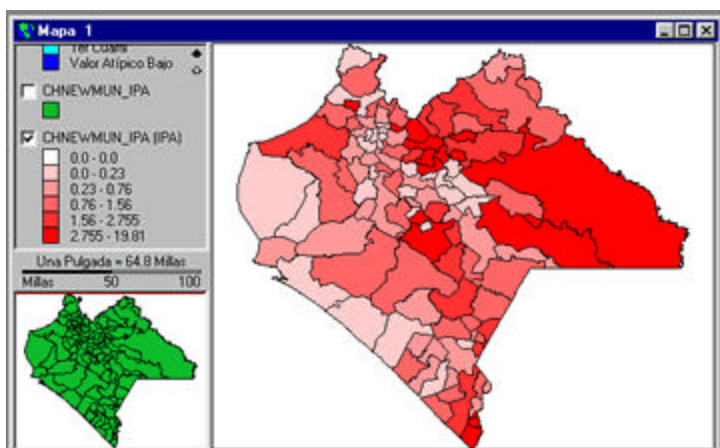 Mapa 1
Ter Cuartil
Valor Atípico Bajo
CHNEWMUN_IPA
CHNEWMUN_IPA (IPA)
0.0 - 0.0
0.0 - 0.23
0.23 - 0.76
0.76 - 1.56
1.56 - 2.755
2.755 - 19.81
Una Pulgada = 64.8 Millas
Millas 50 100